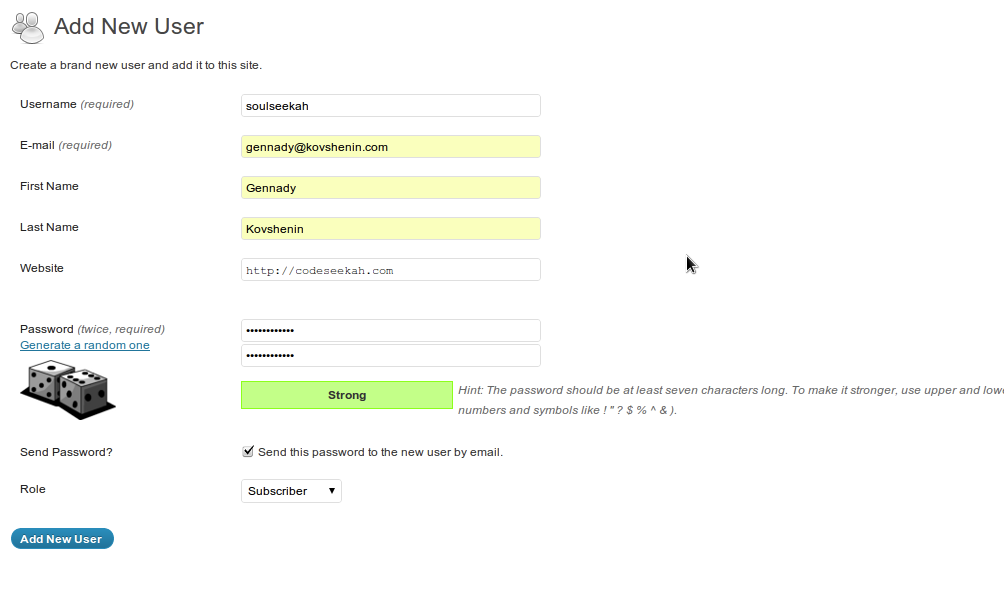 Add New User
Create a brand new user and add it to this site.
Username (required)
soulseekah
E-mail (required)
gennady@kovshenin.com
First Name
Gennady
Last Name
Kovshenin
Website
http://codeseekah.com
Password (twice, required)
••••••••••••
Generate a random one
••••••••••••
Strong
Hint: The password should be at least seven characters long. To make it stronger, use upper and
numbers and symbols like ! " ? $ % ^ & ).
Send Password?
Send this password to the new user by email.
Role
Subscriber
Add New User